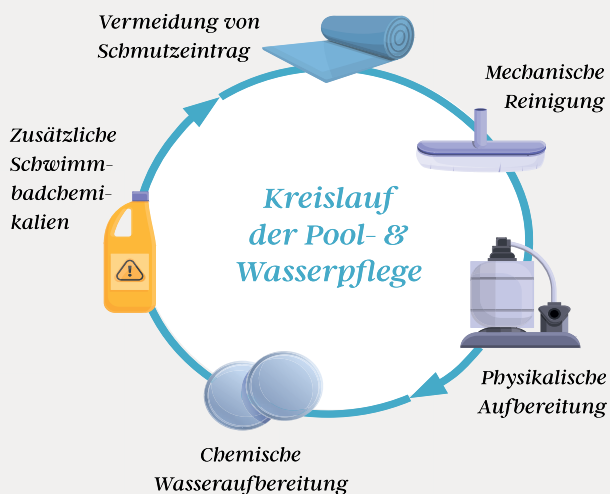 Vermeidung von
Schmutzeintrag
Mechanische
Reinigung
Zusätzliche
Schwimm-
badchemi-
kalien
Kreislauf
der Pool- &
Wasserpflege
Physikalische
Aufbereitung
Chemische
Wasseraufbereitung